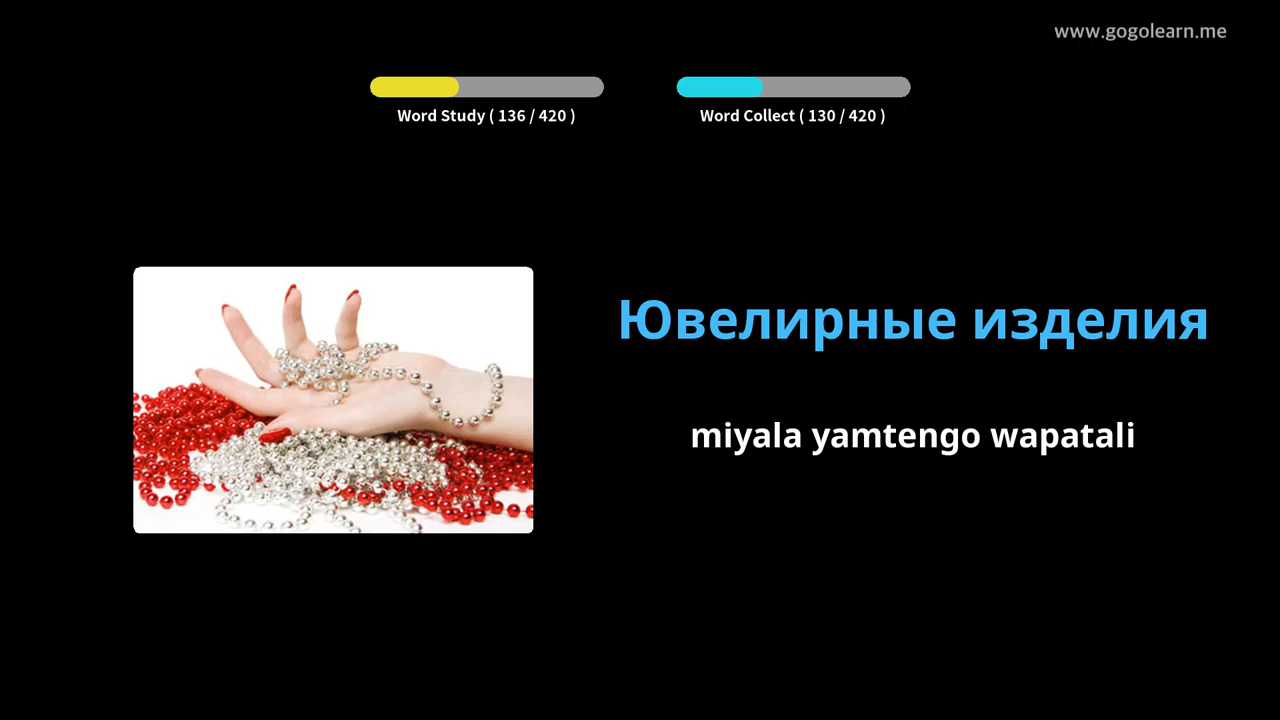 www.gogolearn.me
Word Study ( 136 / 420 )
Word Collect ( 130 / 420 )
Ювелирные изделия
miyala yamtengo wapatali